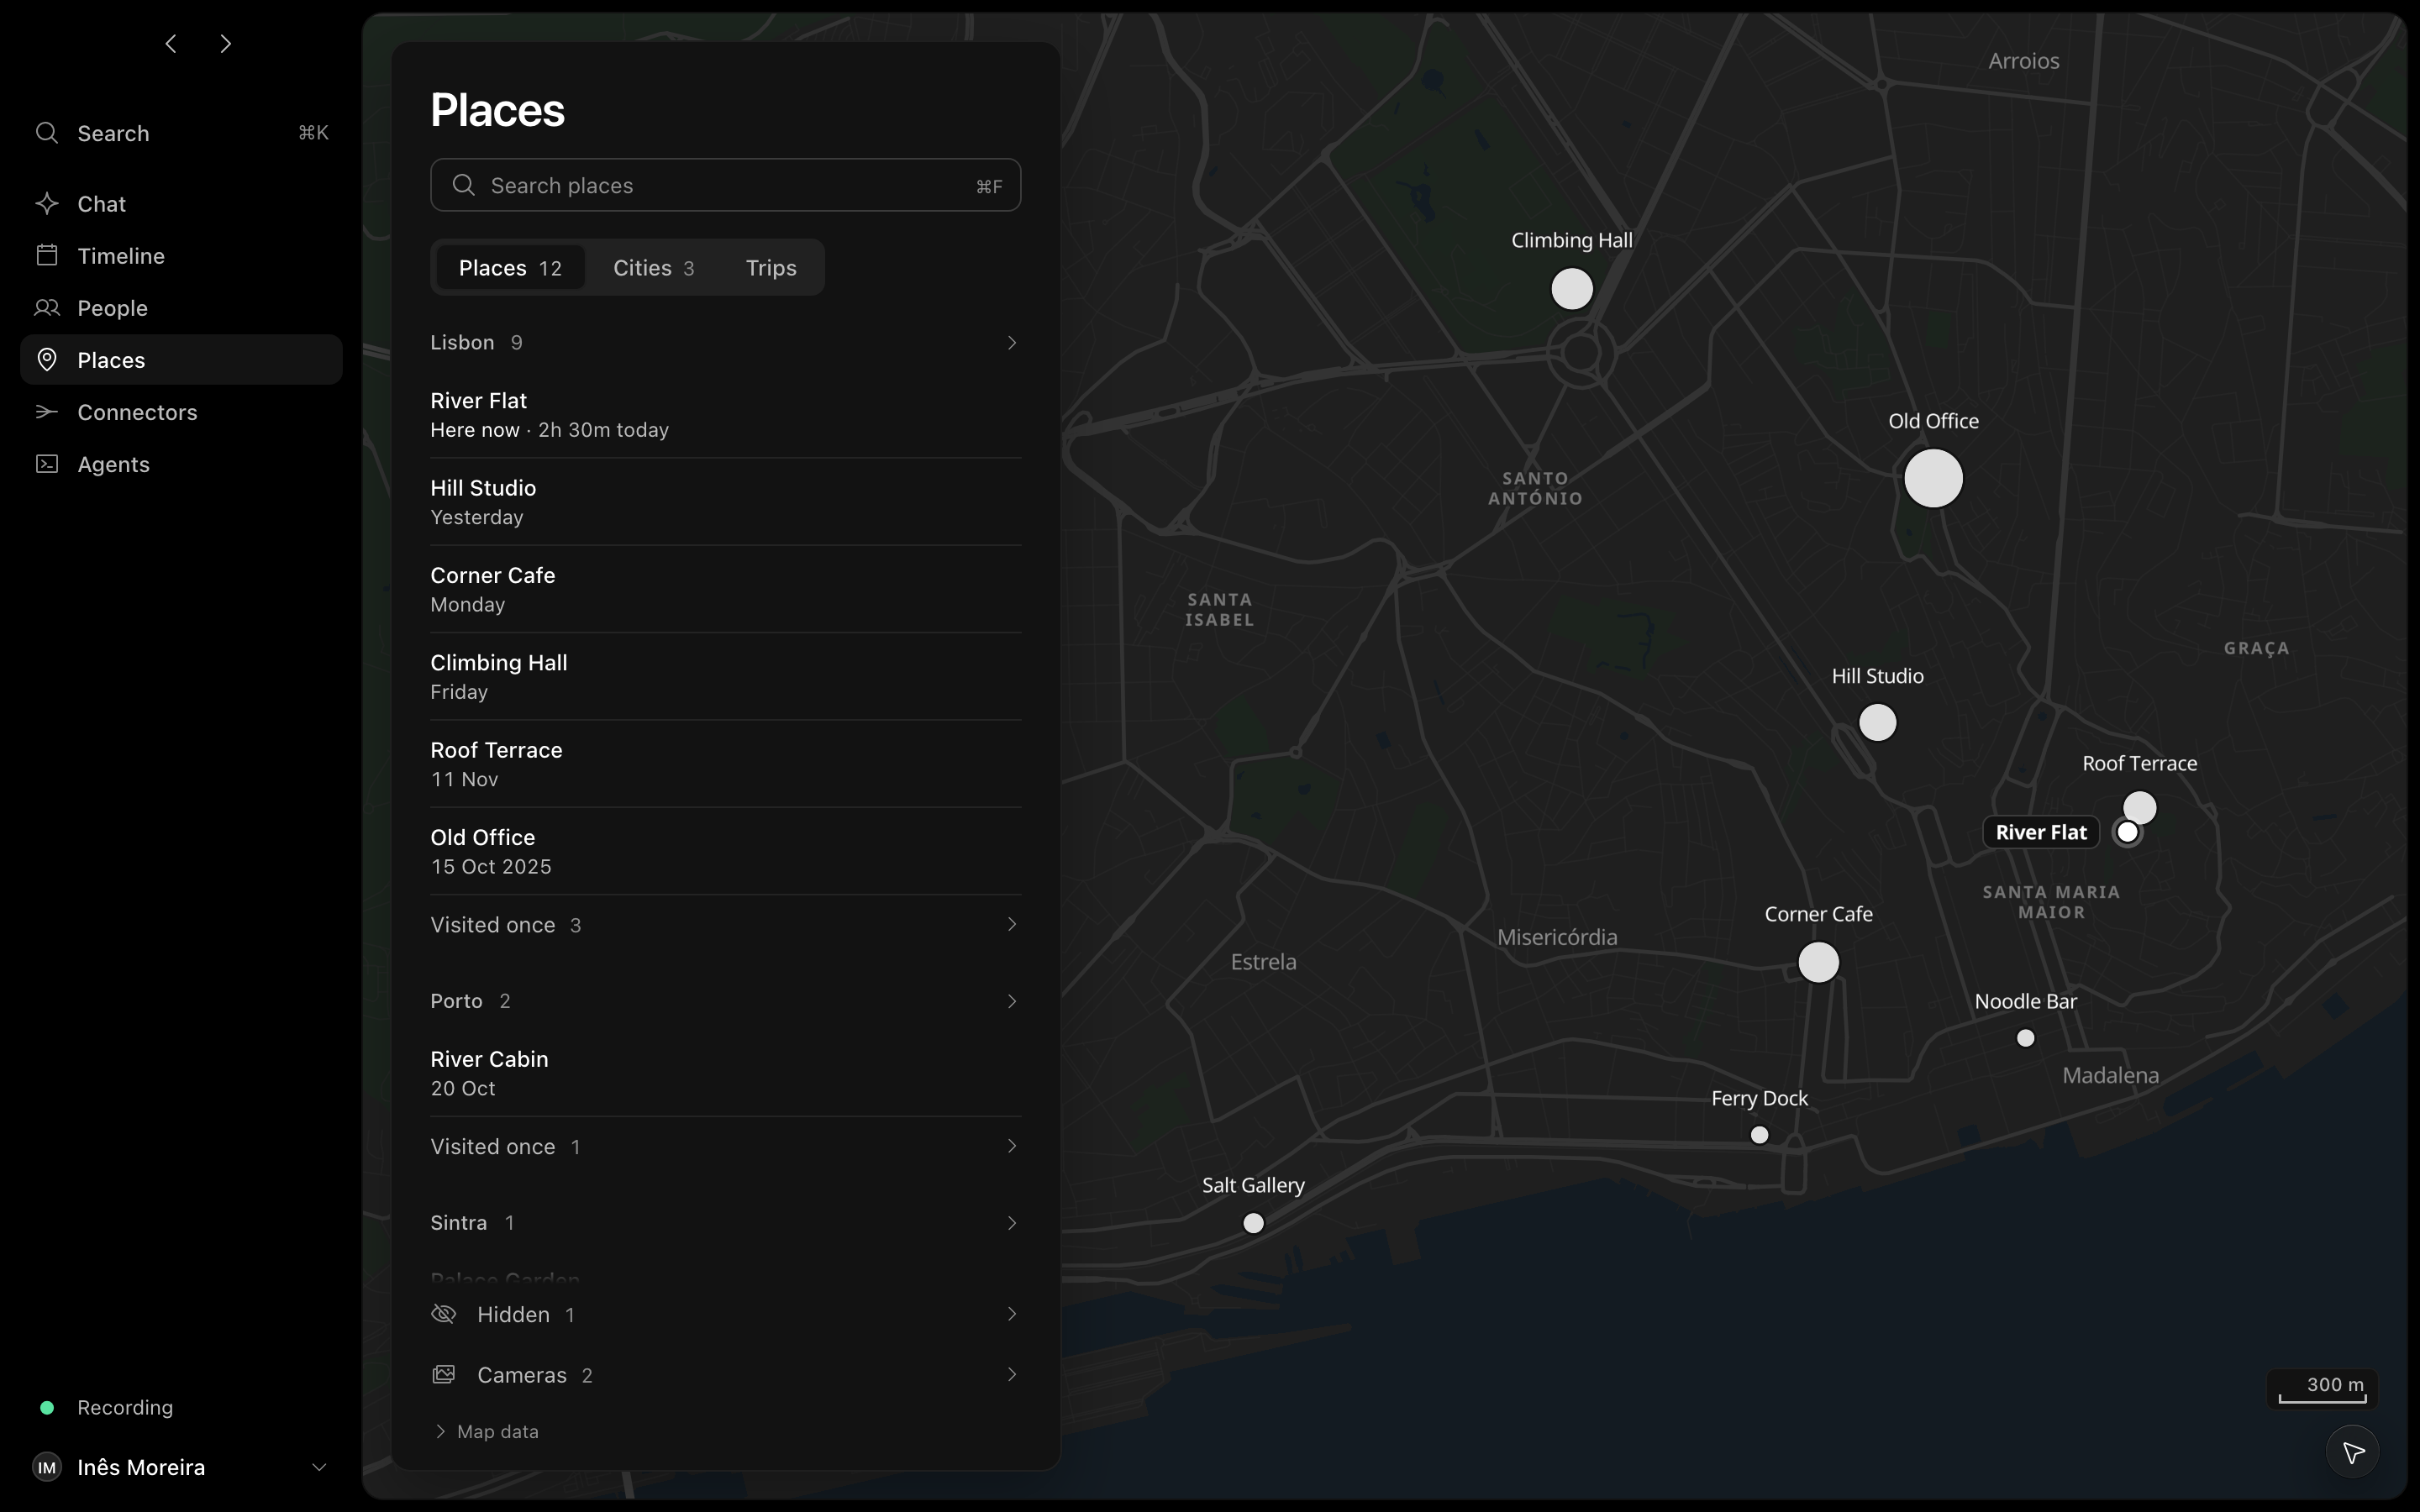 Search ⌘K
Chat
Timeline
People
Places
Connectors
Agents
Recording
IM Inês Moreira
Places
Search places ⌘F
Places 12 Cities 3 Trips
Lisbon 9
River Flat
Here now · 2h 30m today
Hill Studio
Yesterday
Corner Cafe
Monday
Climbing Hall
Friday
Roof Terrace
11 Nov
Old Office
15 Oct 2025
Visited once 3
Porto 2
River Cabin
20 Oct
Visited once 1
Sintra 1
Palace Garden
Hidden 1
Cameras 2
Map data
Arroios
Climbing Hall
Old Office
SANTO
ANTÓNIO
SANTA
ISABEL
GRAÇA
Hill Studio
Roof Terrace
River Flat
SANTA MARIA
MAIOR
Corner Cafe
Misericórdia
Estrela
Noodle Bar
Madalena
Ferry Dock
Salt Gallery
300 m